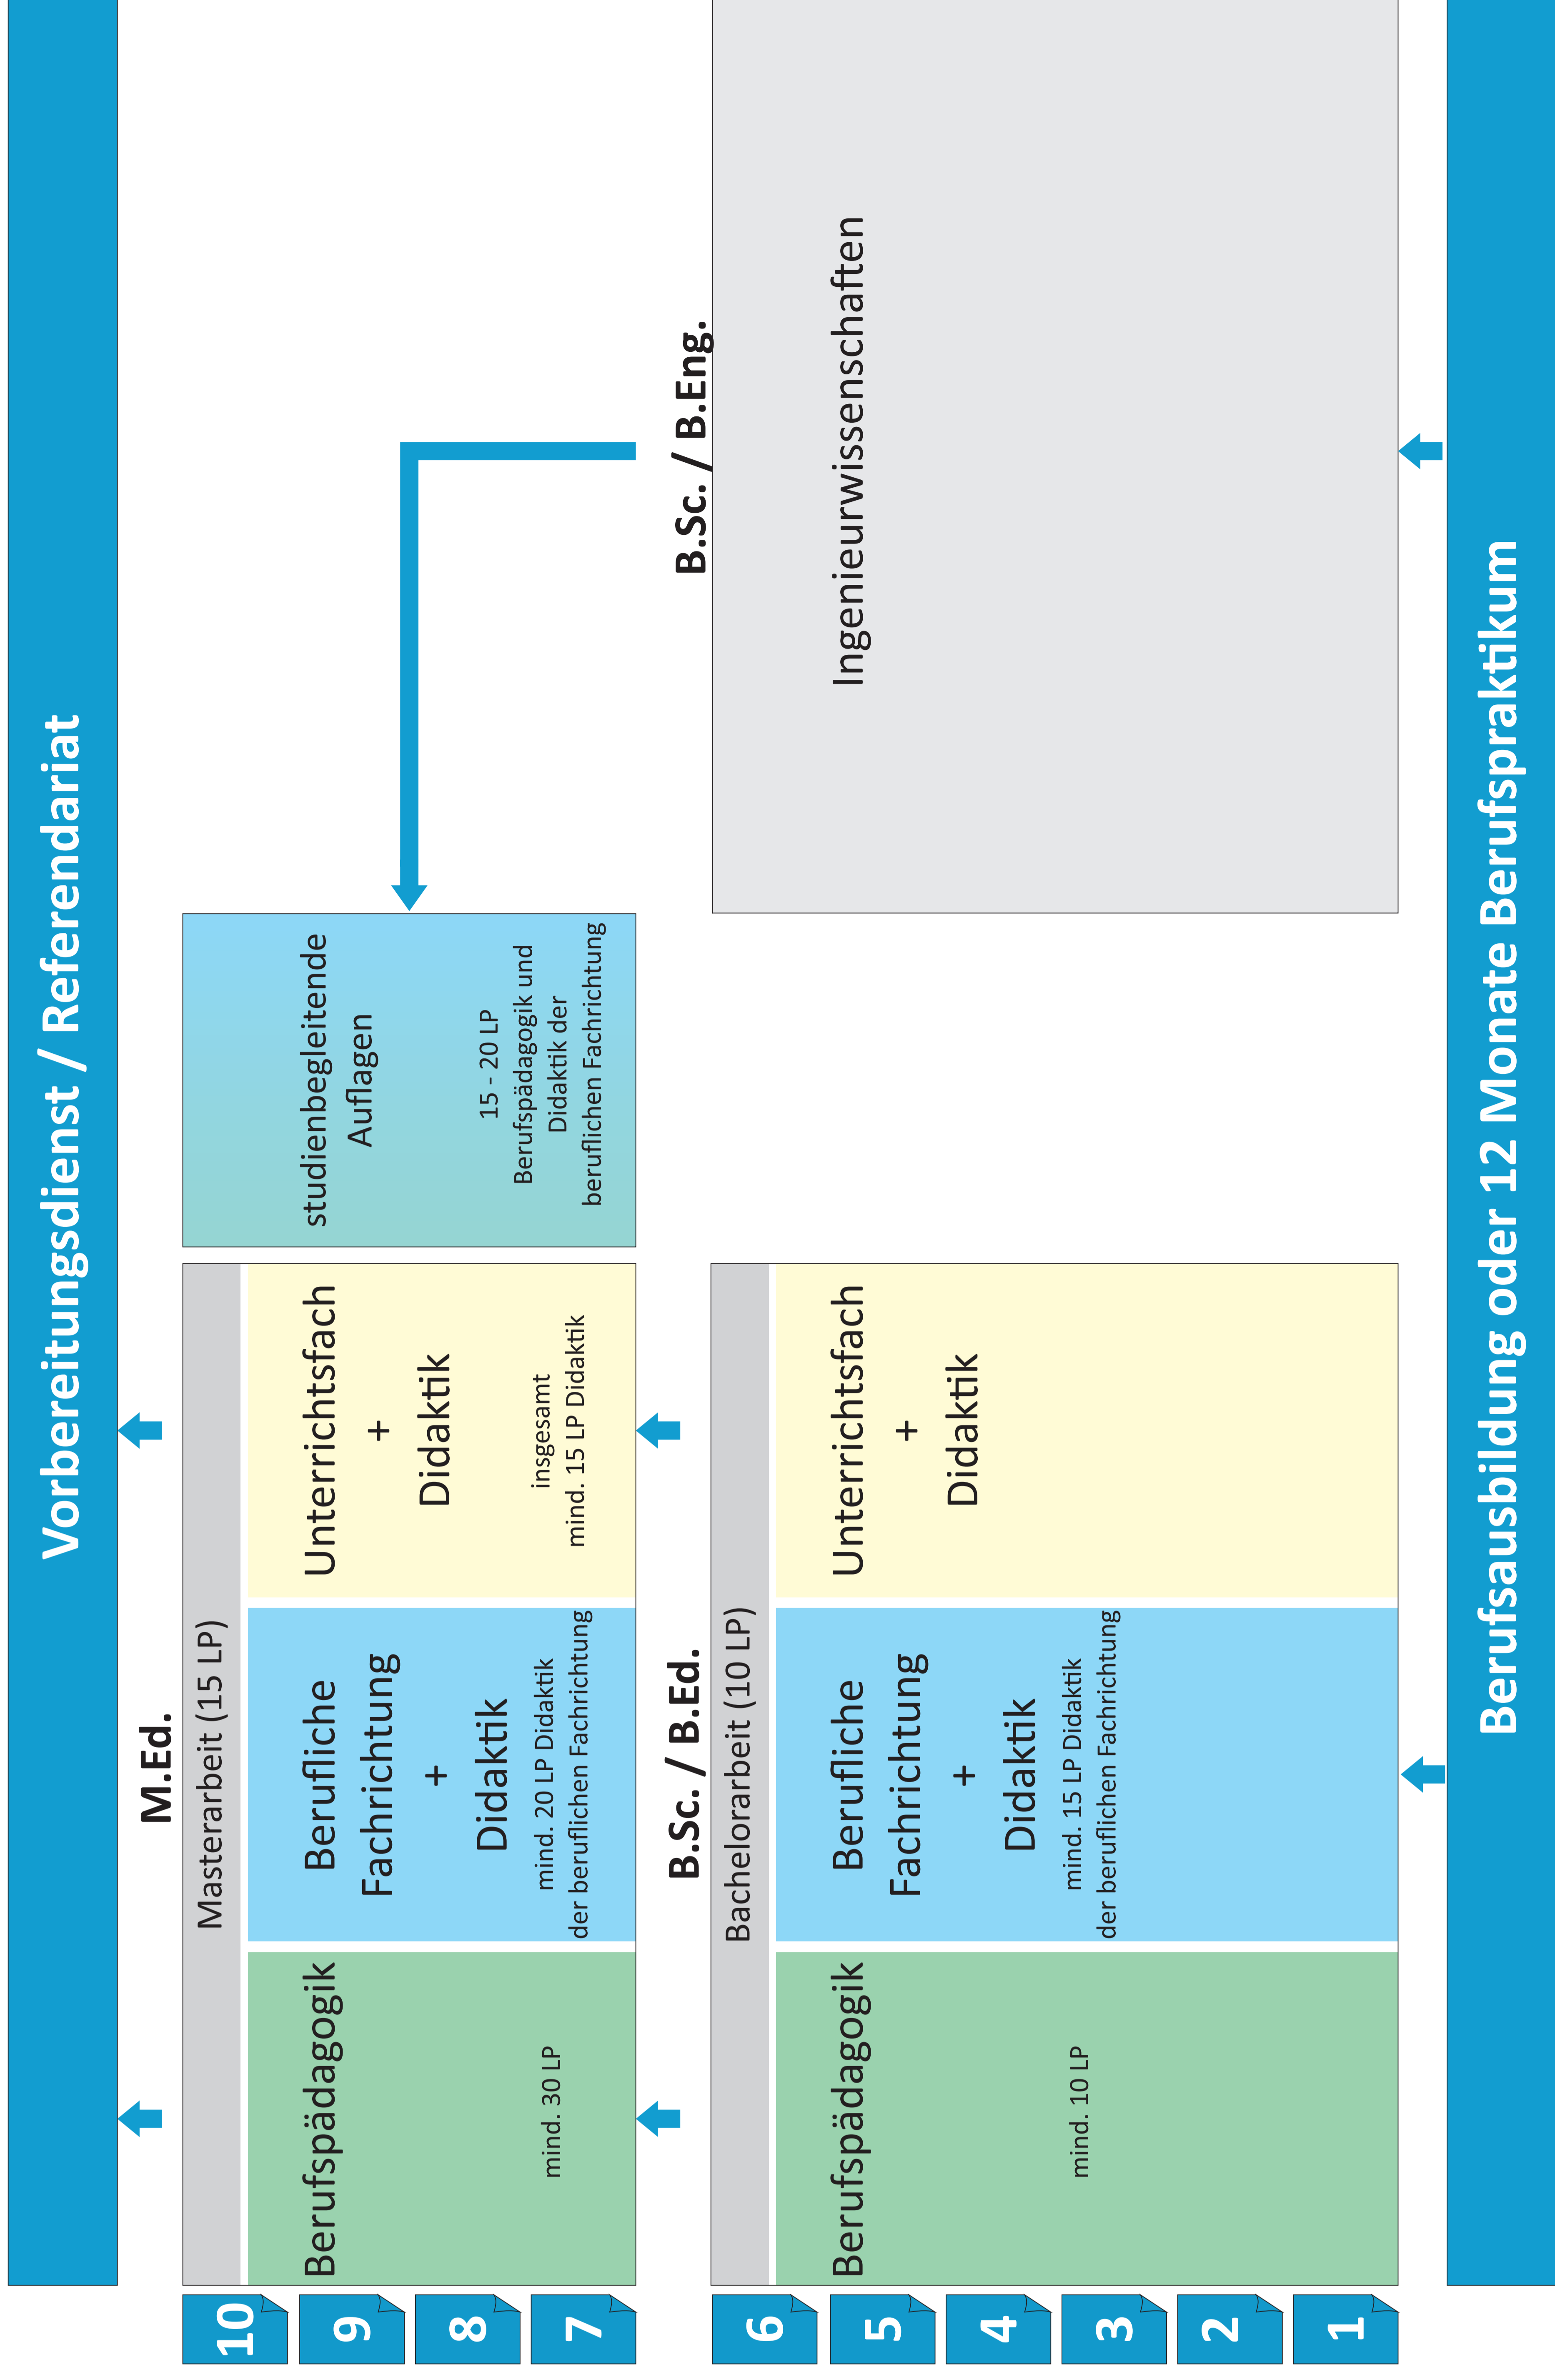 Vorbereitungsdienst / Referendariat
M.Ed.
10
9
8
7
Masterarbeit (15 LP)
Berufspädagogik
mind. 30 LP
Berufliche
Fachrichtung
+
Didaktik
mind. 20 LP Didaktik
der beruflichen Fachrichtung
Unterrichtsfach
+
Didaktik
insgesamt
mind. 15 LP Didaktik
studienbegleitende
Auflagen
15 - 20 LP
Berufspädagogik und
Didaktik der
beruflichen Fachrichtung
B.Sc. / B.Ed.
B.Sc. / B.Eng.
6
5
4
3
2
1
Bachelorarbeit (10 LP)
Berufspädagogik
mind. 10 LP
Berufliche
Fachrichtung
+
Didaktik
mind. 15 LP Didaktik
der beruflichen Fachrichtung
Unterrichtsfach
+
Didaktik
Ingenieurwissenschaften
Berufsausbildung oder 12 Monate Berufspraktikum